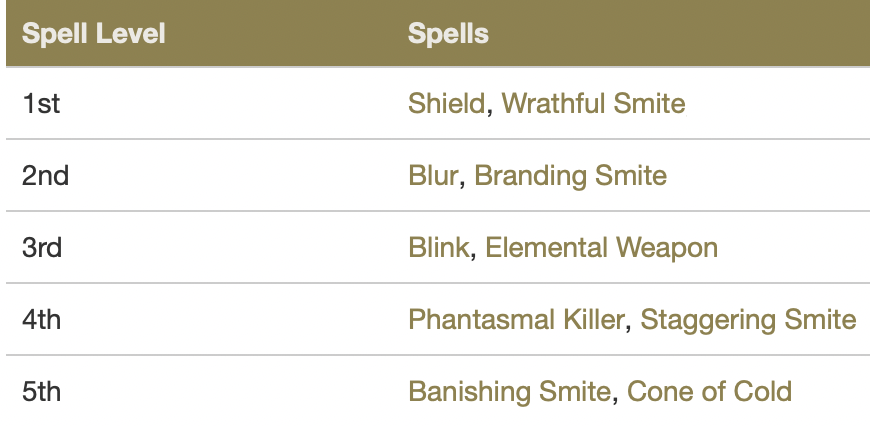 Spell Level Spells
1st Shield, Wrathful Smite
2nd Blur, Branding Smite
3rd Blink, Elemental Weapon
4th Phantasmal Killer, Staggering Smite
5th Banishing Smite, Cone of Cold